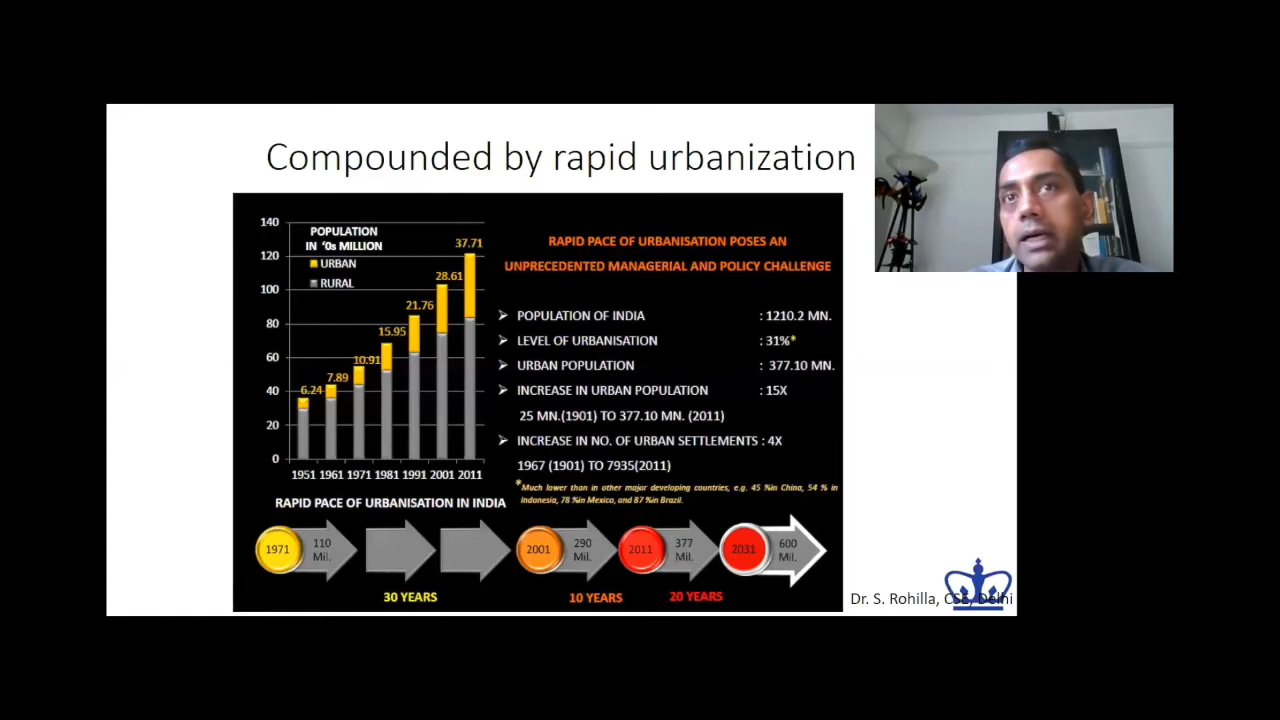 Compounded by rapid urbanization
140
120
100
80
60
40
20
0
POPULATION
IN ‘0s MILLION
URBAN
RURAL
6.24
7.89
10.91
15.95
21.76
28.61
37.71
1951 1961 1971 1981 1991 2001 2011
RAPID PACE OF URBANISATION IN INDIA
RAPID PACE OF URBANISATION POSES AN
UNPRECEDENTED MANAGERIAL AND POLICY CHALLENGE
POPULATION OF INDIA : 1210.2 MN.
LEVEL OF URBANISATION : 31%*
URBAN POPULATION : 377.10 MN.
INCREASE IN URBAN POPULATION : 15X
25 MN.(1901) TO 377.10 MN. (2011)
INCREASE IN NO. OF URBAN SETTLEMENTS : 4X
1967 (1901) TO 7935(2011)
*Much lower than in other major developing countries, e.g. 45 %in China, 54 % in
Indonesia, 78 %in Mexico, and 87 %in Brazil.
1971
110
Mil.
2001
290
Mil.
2011
377
Mil.
2031
600
Mil.
30 YEARS
10 YEARS
20 YEARS
Dr. S. Rohilla, CSE, Delhi